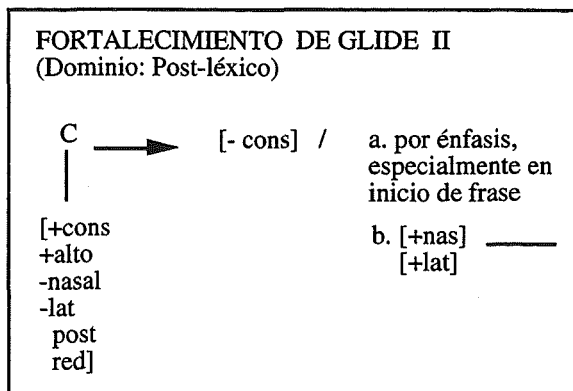 FORTALECIMIENTO DE GLIDE II
(Dominio: Post-léxico)
C [- cons] / a. por énfasis,
especialmente en
inicio de frase
[+cons
+alto
-nasal
-lat
post
red]
b. [+nas] ____
[+lat]